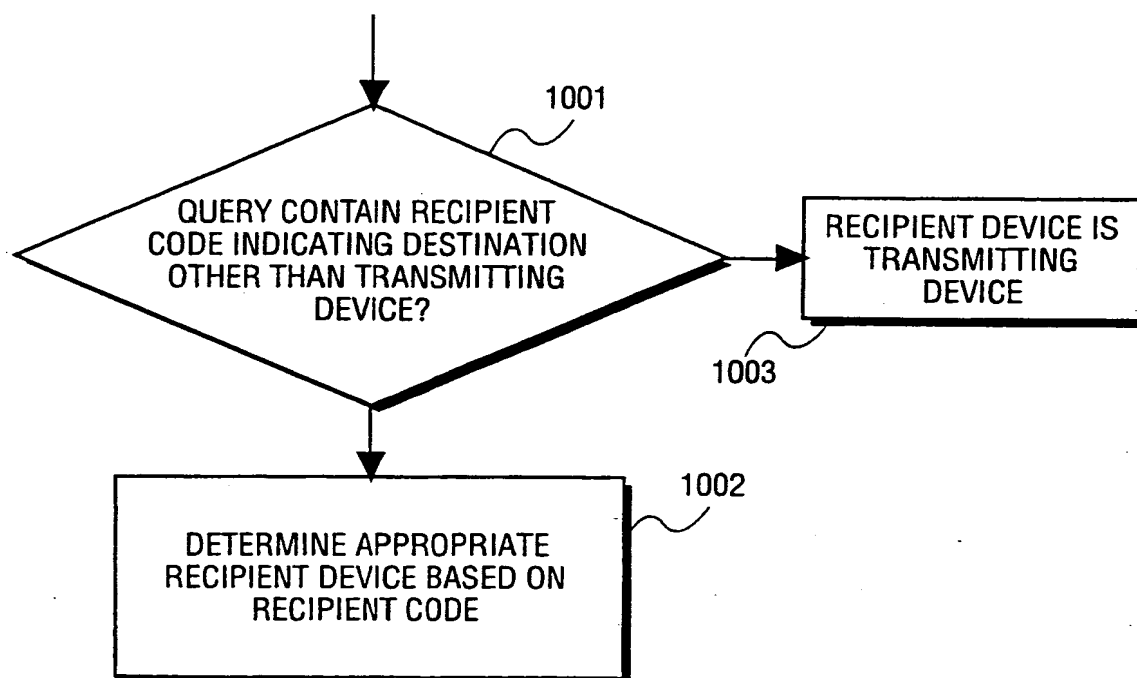 1001
QUERY CONTAIN RECIPIENT
CODE INDICATING DESTINATION
OTHER THAN TRANSMITTING
DEVICE?
RECIPIENT DEVICE IS
TRANSMITTING
DEVICE
1003
1002
DETERMINE APPROPRIATE
RECIPIENT DEVICE BASED ON
RECIPIENT CODE